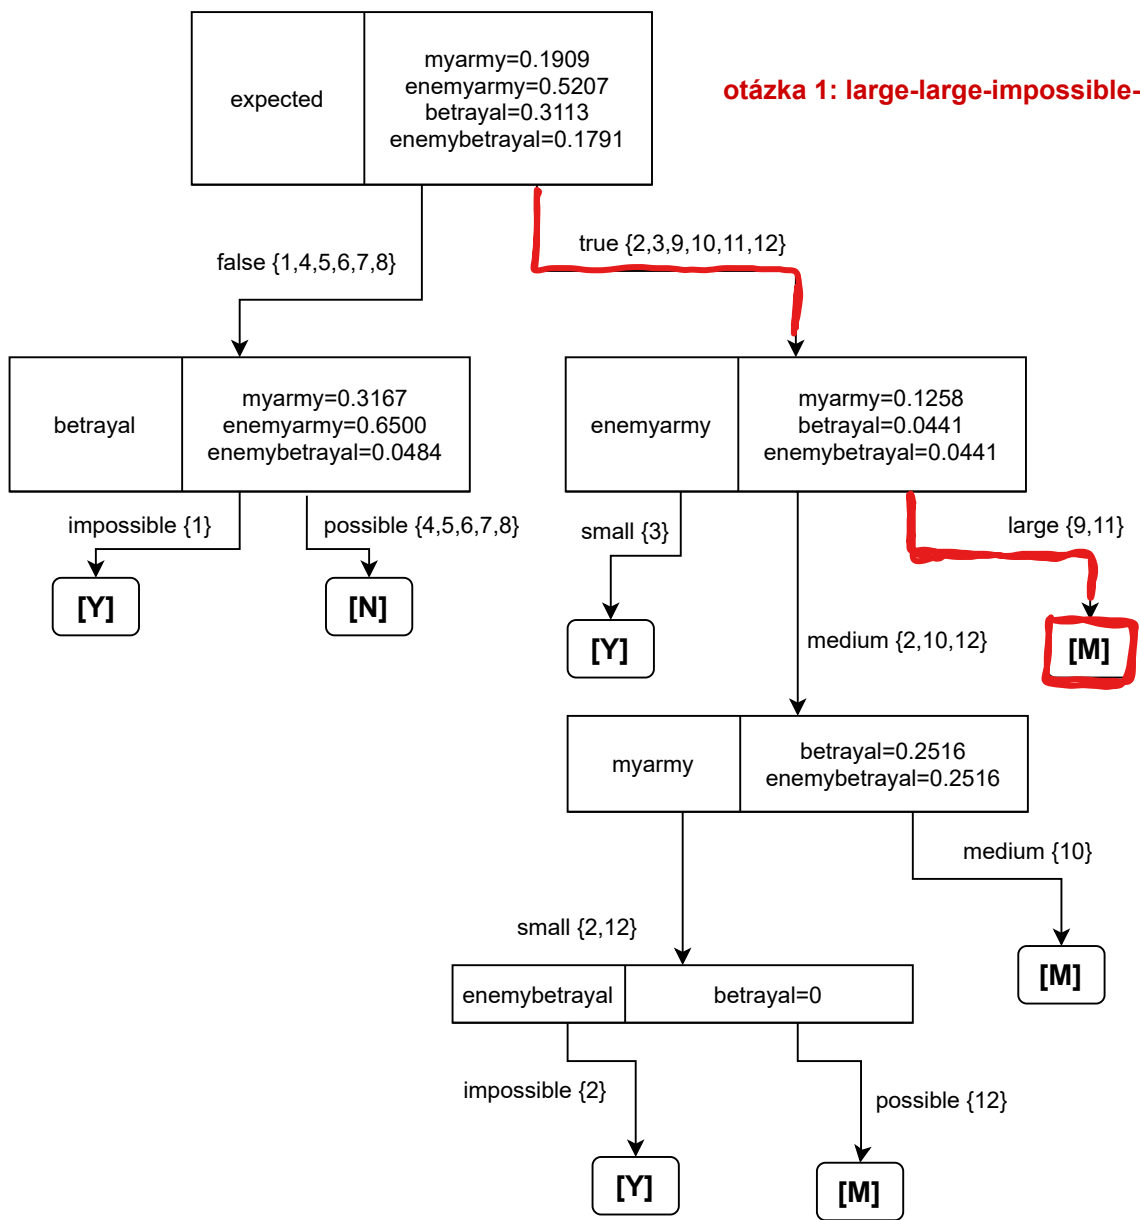 expected
myarmy=0.1909
enemyarmy=0.5207
betrayal=0.3113
enemybetrayal=0.1791
otázka 1: large-large-impossible-
false {1,4,5,6,7,8}
true {2,3,9,10,11,12}
betrayal
myarmy=0.3167
enemyarmy=0.6500
enemybetrayal=0.0484
enemyarmy
myarmy=0.1258
betrayal=0.0441
enemybetrayal=0.0441
impossible {1}
possible {4,5,6,7,8}
small {3}
large {9,11}
[Y]
[N]
[Y]
medium {2,10,12}
[M]
myarmy
betrayal=0.2516
enemybetrayal=0.2516
medium {10}
small {2,12}
[M]
enemybetrayal
betrayal=0
impossible {2}
possible {12}
[Y]
[M]